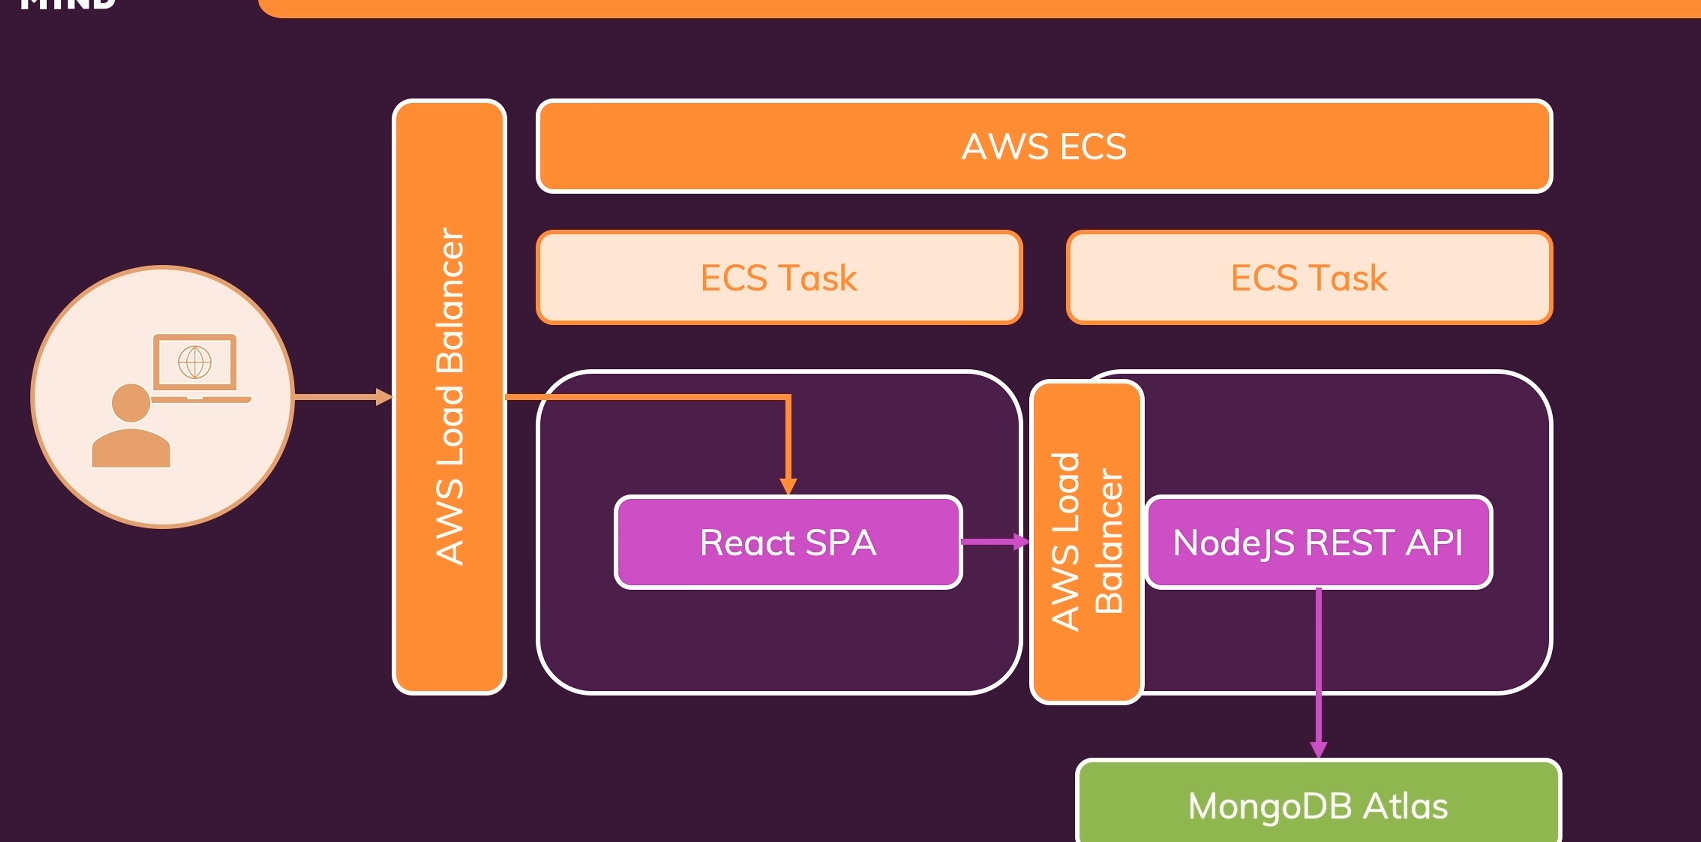 MIND
AWS ECS
ECS Task
ECS Task
AWS Load Balancer
React SPA
AWS Load
Balancer
NodeJS REST API
MongoDB Atlas